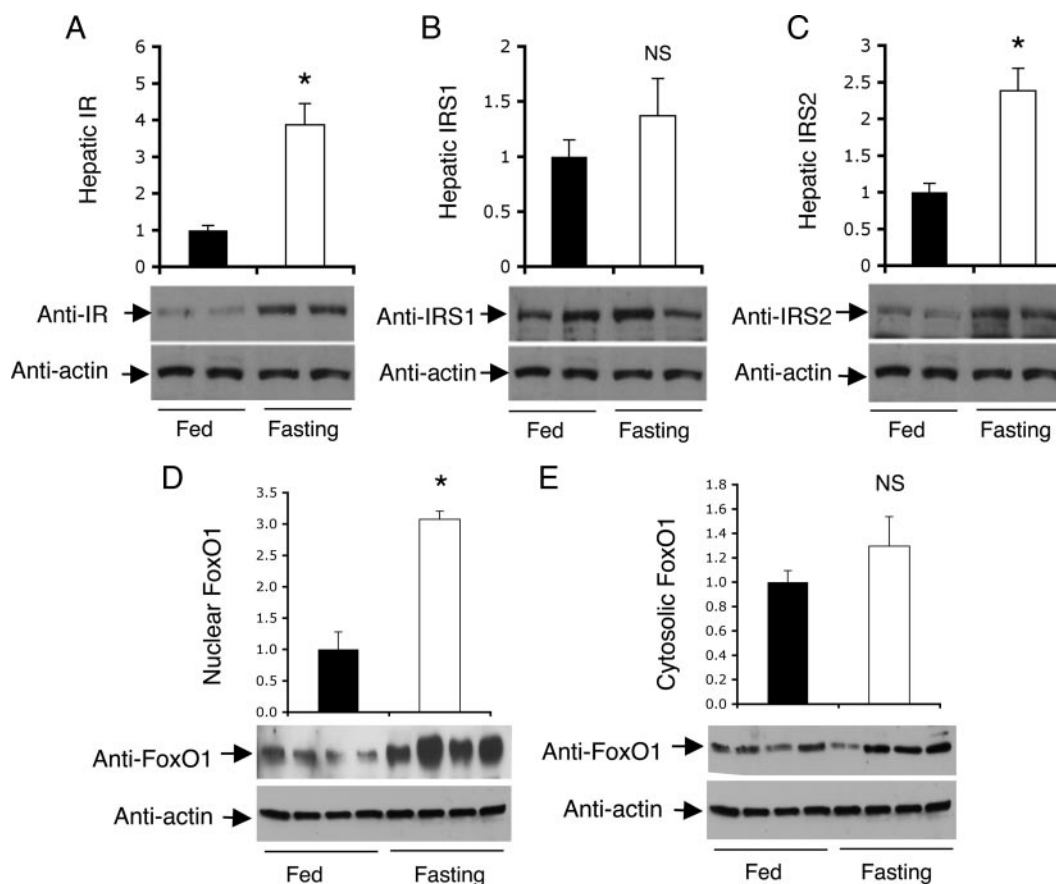 A
Hepatic IR
6
5
4
3
2
1
0
*
Anti-IR
Anti-actin
Fed Fasting
B
Hepatic IRS1
2
1.5
1
0.5
0
NS
Anti-IRS1
Anti-actin
Fed Fasting
C
Hepatic IRS2
3
2.5
2
1.5
1
0.5
0
*
Anti-IRS2
Anti-actin
Fed Fasting
D
Nuclear FoxO1
3.5
3.0
2.5
2.0
1.5
1.0
0.5
0.0
*
Anti-FoxO1
Anti-actin
Fed Fasting
E
Cytosolic FoxO1
1.8
1.6
1.4
1.2
1.0
0.8
0.6
0.4
0.2
0.0
NS
Anti-FoxO1
Anti-actin
Fed Fasting